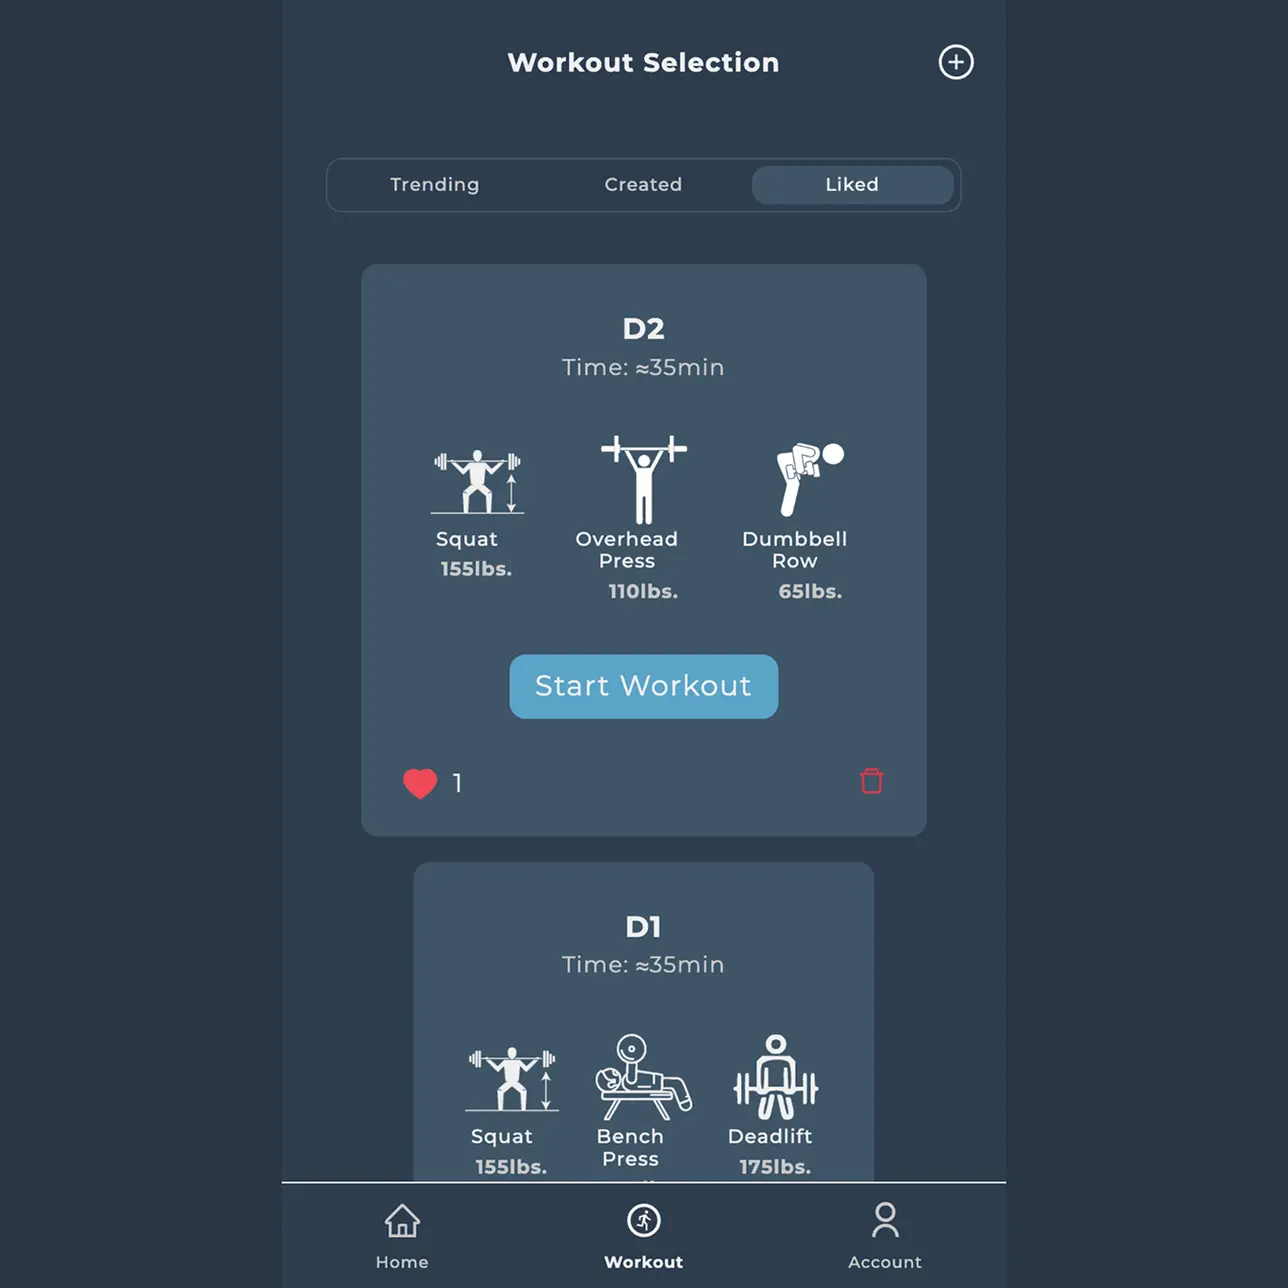 Workout Selection
Trending Created Liked
D2
Time: ≈35min
Squat
155lbs.
Overhead
Press
110lbs.
Dumbbell
Row
65lbs.
Start Workout
1
D1
Time: ≈35min
Squat
155lbs.
Bench
Press
Deadlift
175lbs.
Home Workout Account